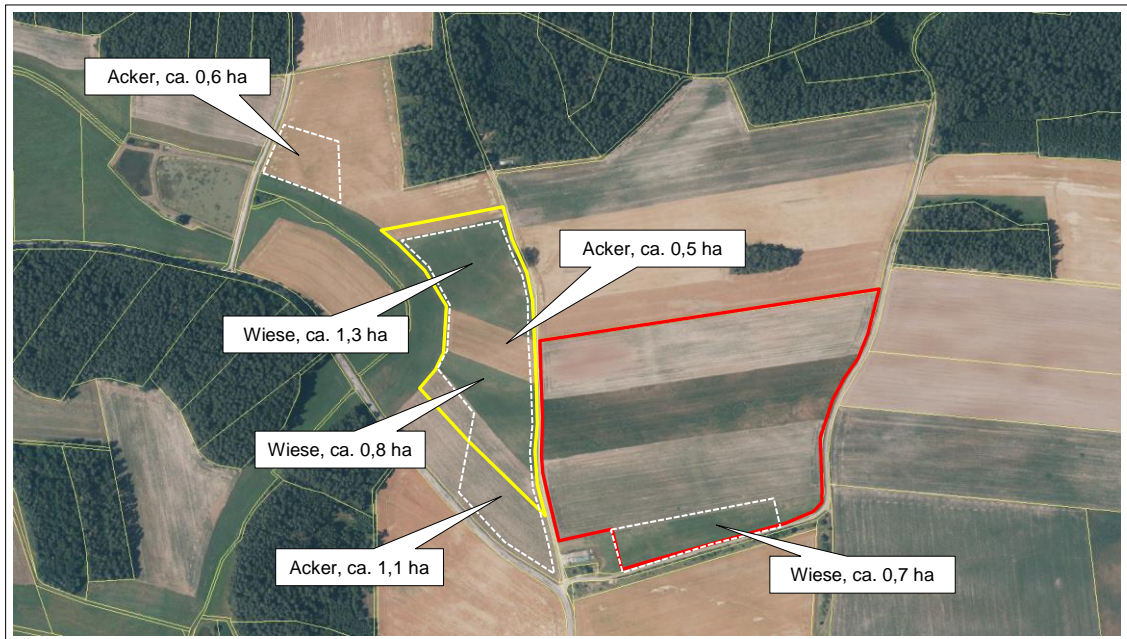 Acker, ca. 0,6 ha
Acker, ca. 0,5 ha
Wiese, ca. 1,3 ha
Wiese, ca. 0,8 ha
Acker, ca. 1,1 ha
Wiese, ca. 0,7 ha